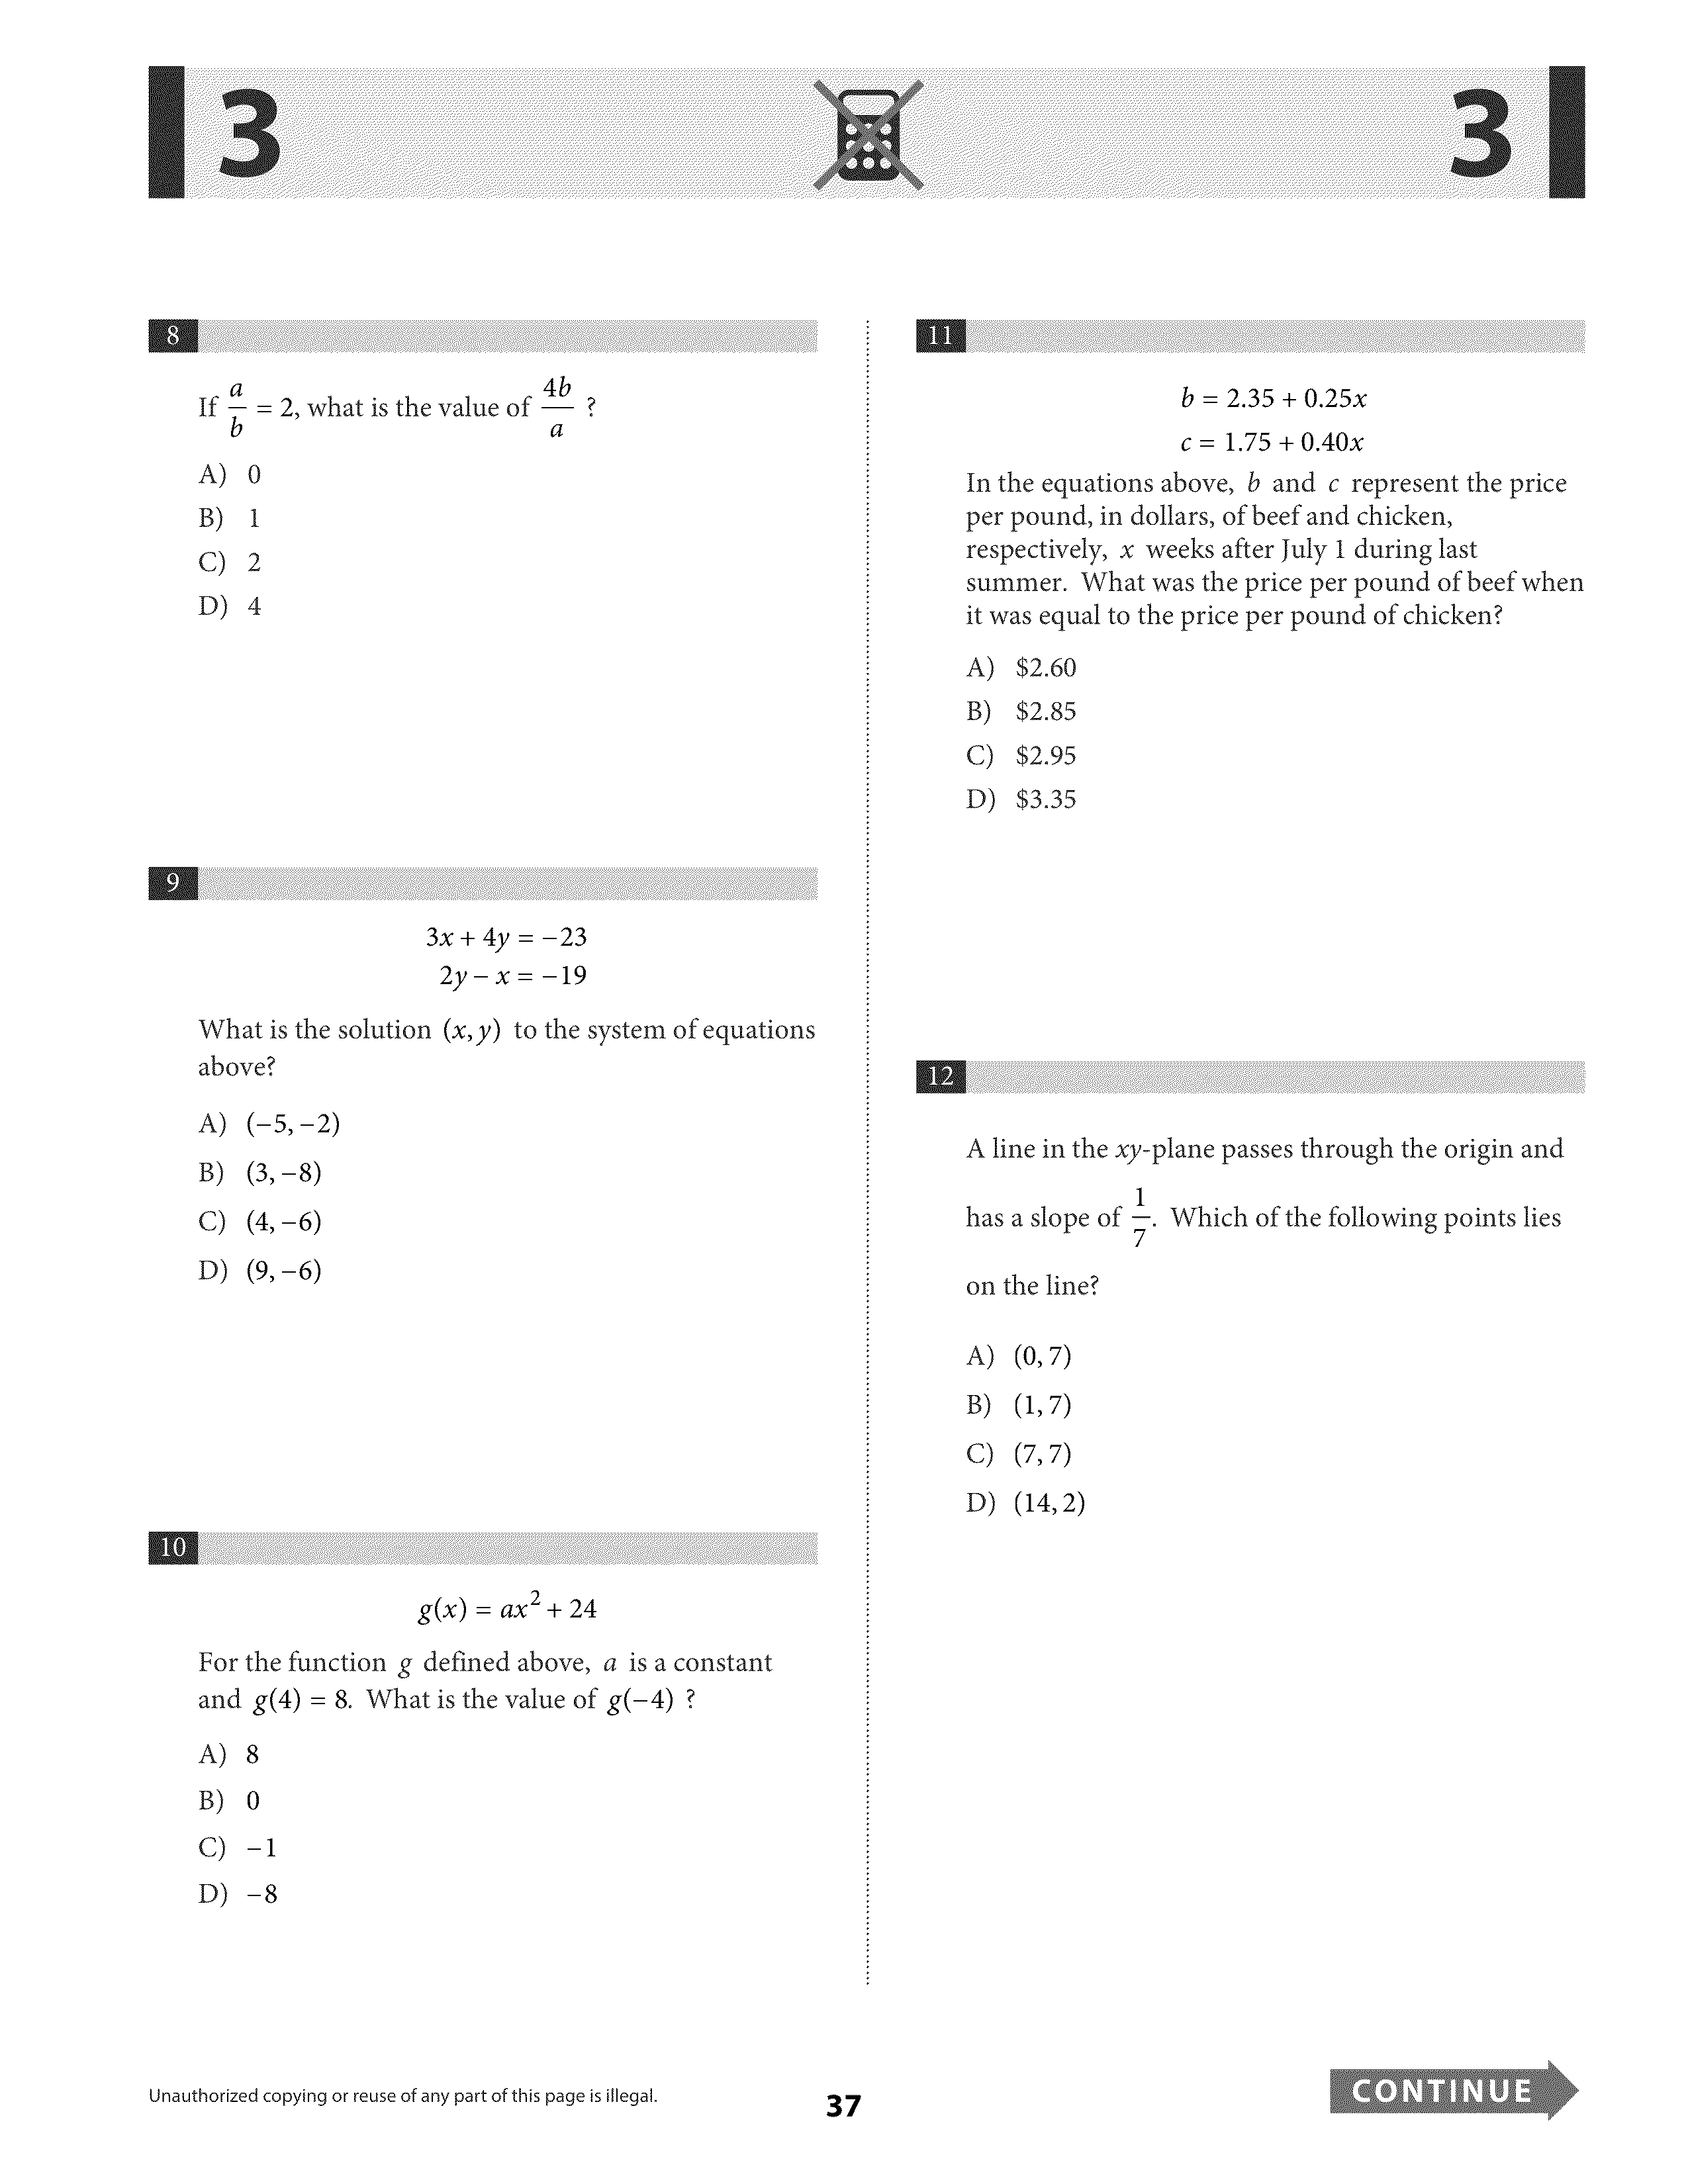 3 3
8
If a/b = 2, what is the value of 4b/a ?
A) 0
B) 1
C) 2
D) 4
9
3x + 4y = −23
2y − x = −19
What is the solution (x, y) to the system of equations
above?
A) (−5, −2)
B) (3, −8)
C) (4, −6)
D) (9, −6)
10
g(x) = ax² + 24
For the function g defined above, a is a constant
and g(4) = 8. What is the value of g(−4) ?
A) 8
B) 0
C) −1
D) −8
11
b = 2.35 + 0.25x
c = 1.75 + 0.40x
In the equations above, b and c represent the price
per pound, in dollars, of beef and chicken,
respectively, x weeks after July 1 during last
summer. What was the price per pound of beef when
it was equal to the price per pound of chicken?
A) $2.60
B) $2.85
C) $2.95
D) $3.35
12
A line in the xy-plane passes through the origin and
has a slope of 1/7. Which of the following points lies
on the line?
A) (0, 7)
B) (1, 7)
C) (7, 7)
D) (14, 2)
Unauthorized copying or reuse of any part of this page is illegal.
37
CONTINUE